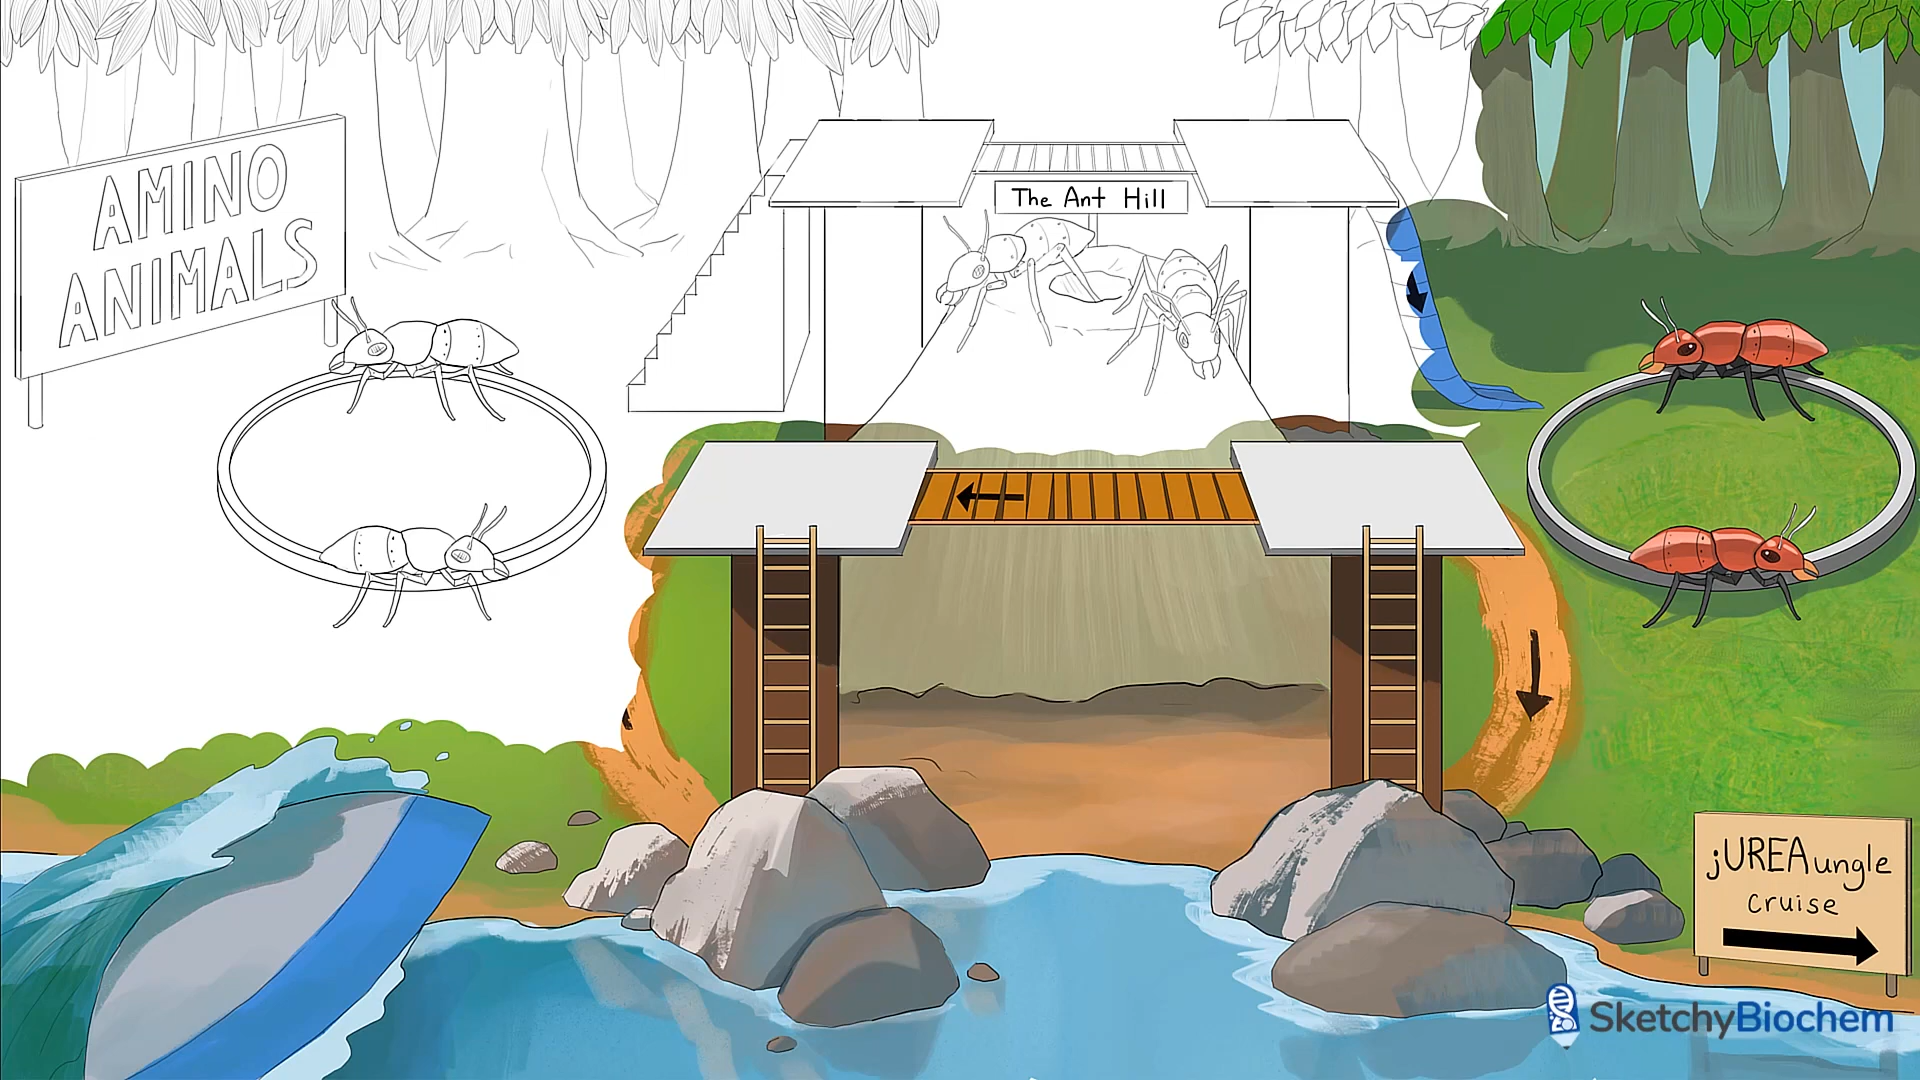 AMINO
ANIMALS
The Ant Hill
jUREAungle
cruise
SketchyBiochem